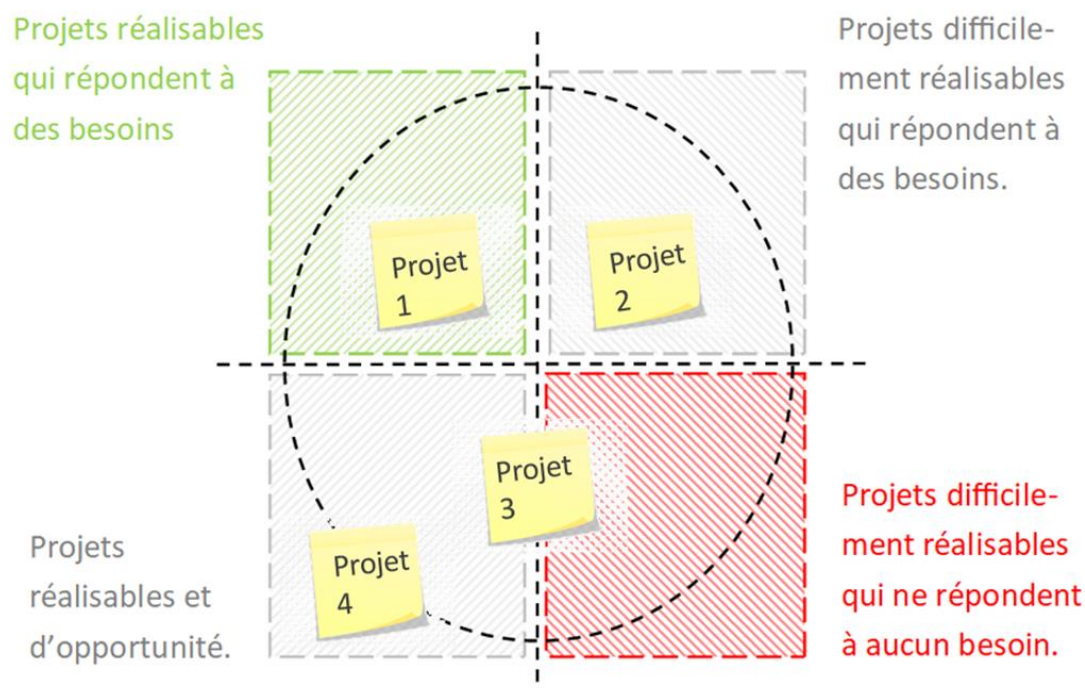 Projets réalisables
qui répondent à
des besoins
Projets difficile-
ment réalisables
qui répondent à
des besoins.
Projet
1
Projet
2
Projet
3
Projet
4
Projets
réalisables et
d’opportunité.
Projets difficile-
ment réalisables
qui ne répondent
à aucun besoin.